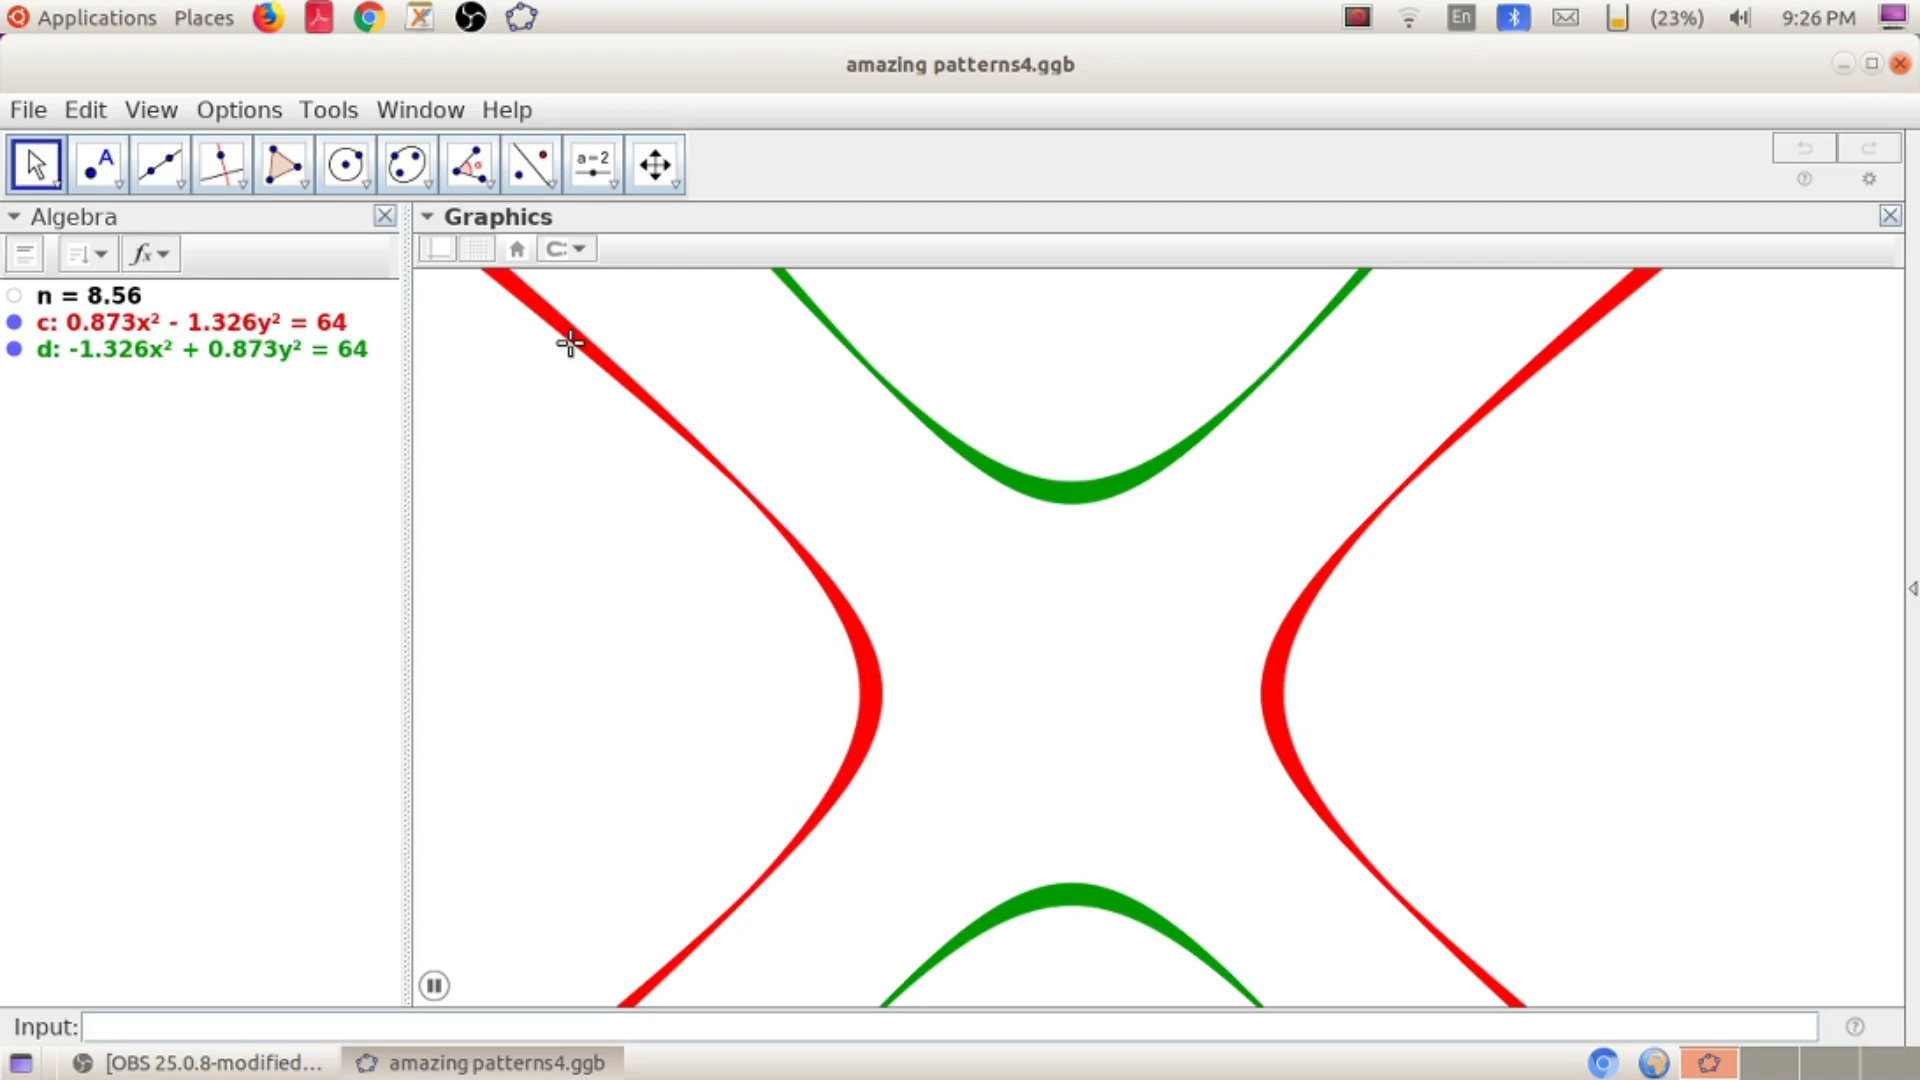 Applications Places En (23%) 9:26 PM
amazing patterns4.ggb
File Edit View Options Tools Window Help
A α a=2
Algebra
Graphics
fx
n = 8.56
c: 0.873x² - 1.326y² = 64
d: -1.326x² + 0.873y² = 64
Input:
[OBS 25.0.8-modified... amazing patterns4.ggb